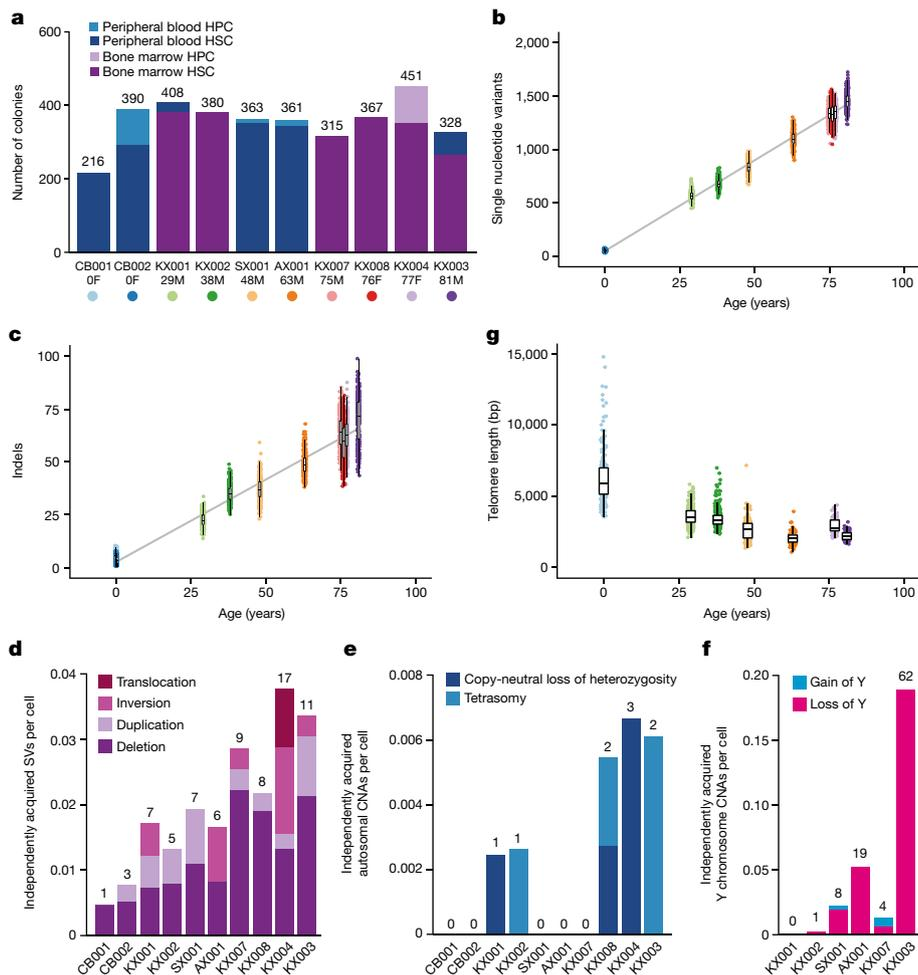 a
600
400
200
0
Number of colonies
Peripheral blood HPC
Peripheral blood HSC
Bone marrow HPC
Bone marrow HSC
216
390
408
380
363
361
315
367
451
328
CB001 CB002 KX001 KX002 SX001 AX001 KX007 KX008 KX004 KX003
0F 0F 29M 38M 48M 63M 75M 76F 77F 81M
b
2,000
1,500
1,000
500
0
Single nucleotide variants
0 25 50 75 100
Age (years)
c
100
75
50
25
0
Indels
0 25 50 75 100
Age (years)
g
15,000
10,000
5,000
0
Telomere length (bp)
0 25 50 75 100
Age (years)
d
0.04
0.03
0.02
0.01
0
Independently acquired SVs per cell
Translocation
Inversion
Duplication
Deletion
1 3 7 5 7 6 9 8 17 11
CB001 CB002 KX001 KX002 SX001 AX001 KX007 KX008 KX004 KX003
e
0.008
0.006
0.004
0.002
0
Independently acquired
autosomal CNAs per cell
Copy-neutral loss of heterozygosity
Tetrasomy
0 0 1 1 0 0 0 2 3 2
CB001 CB002 KX001 KX002 SX001 AX001 KX007 KX008 KX004 KX003
f
0.20
0.15
0.10
0.05
0
Independently acquired
Y chromosome CNAs per cell
Gain of Y
Loss of Y
0 1 8 19 4 62
KX001 KX002 SX001 AX001 KX007 KX003